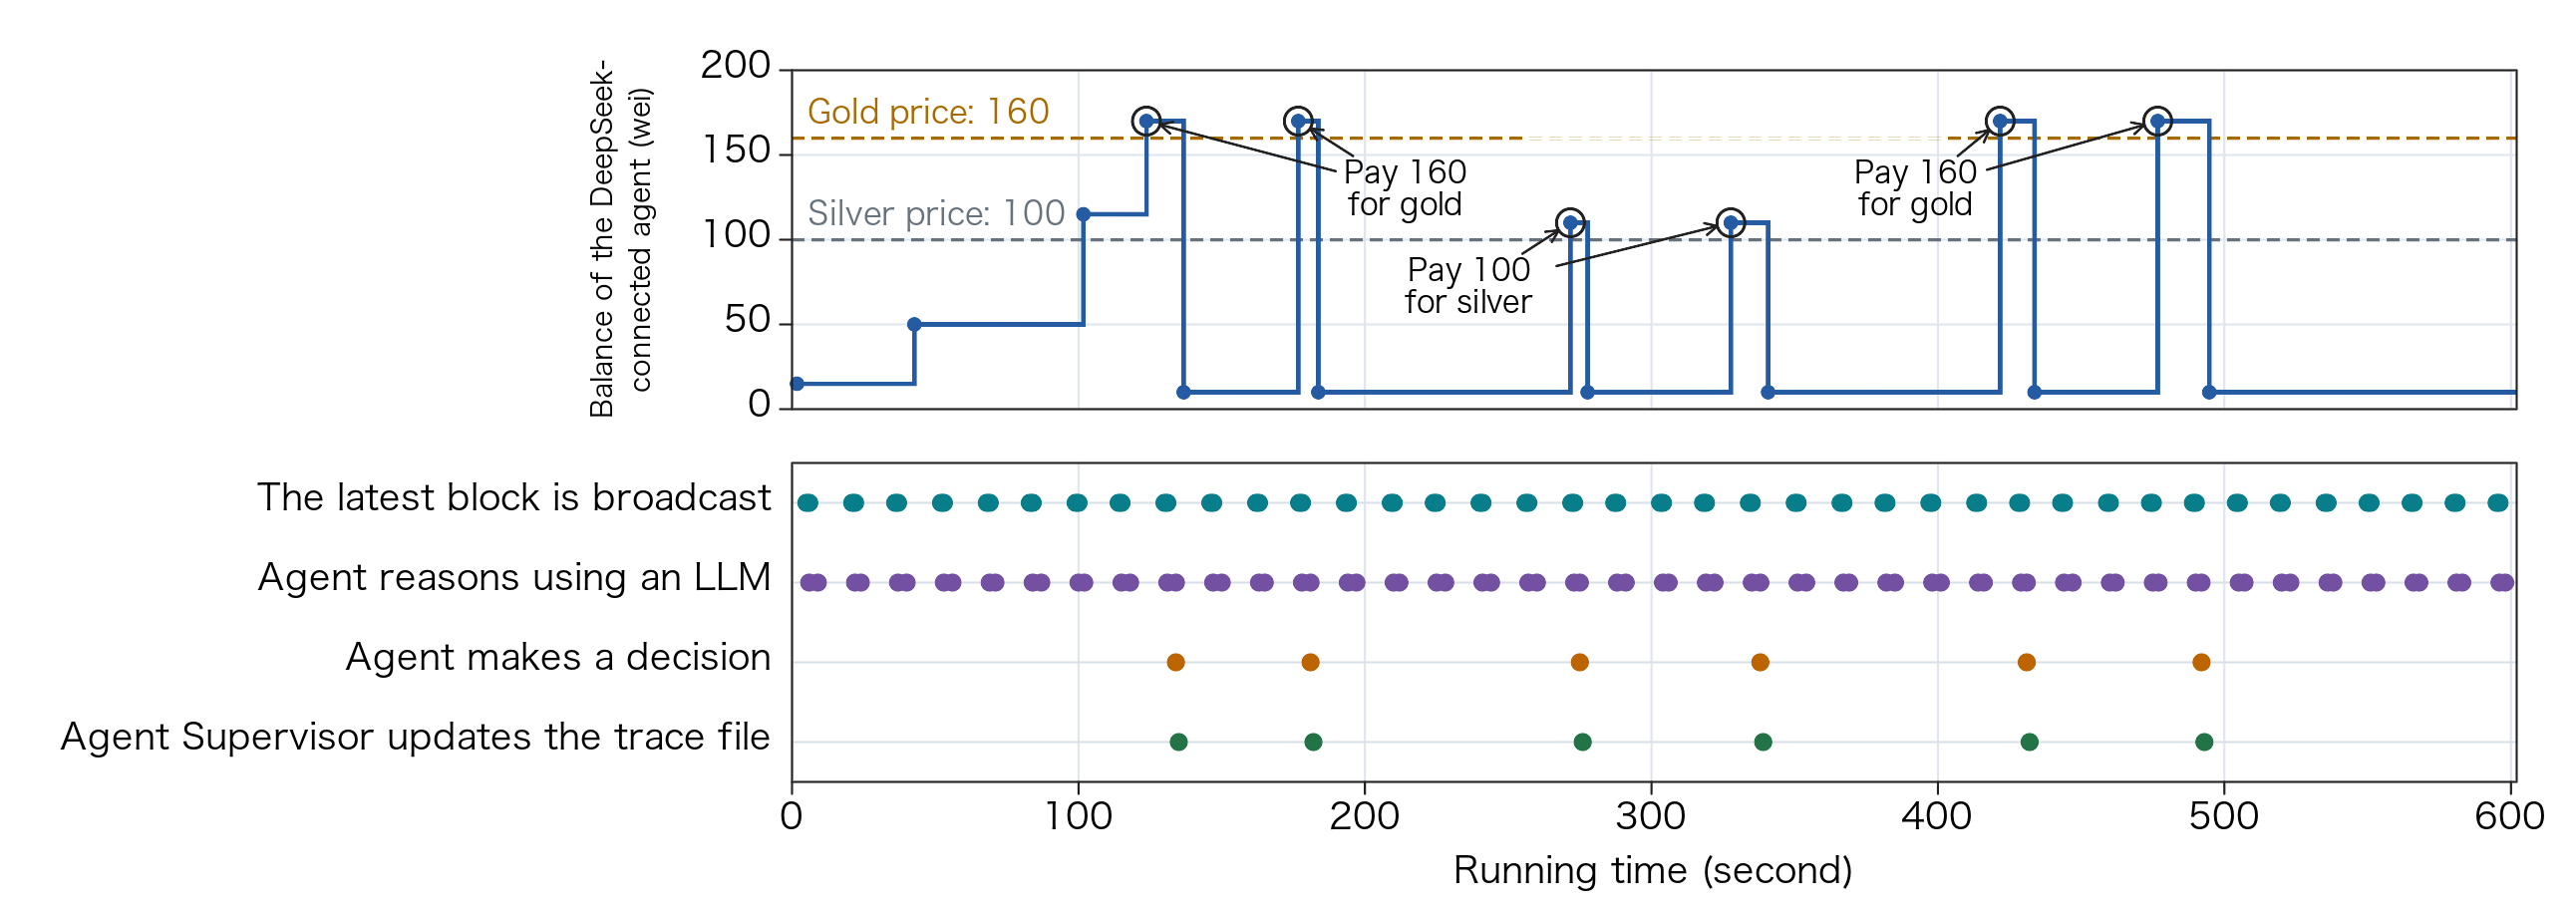 Balance of the DeepSeek-
connected agent (wei)
200
150
100
50
0
Gold price: 160
Silver price: 100
Pay 160
for gold
Pay 100
for silver
Pay 160
for gold
The latest block is broadcast
Agent reasons using an LLM
Agent makes a decision
Agent Supervisor updates the trace file
0 100 200 300 400 500 600
Running time (second)